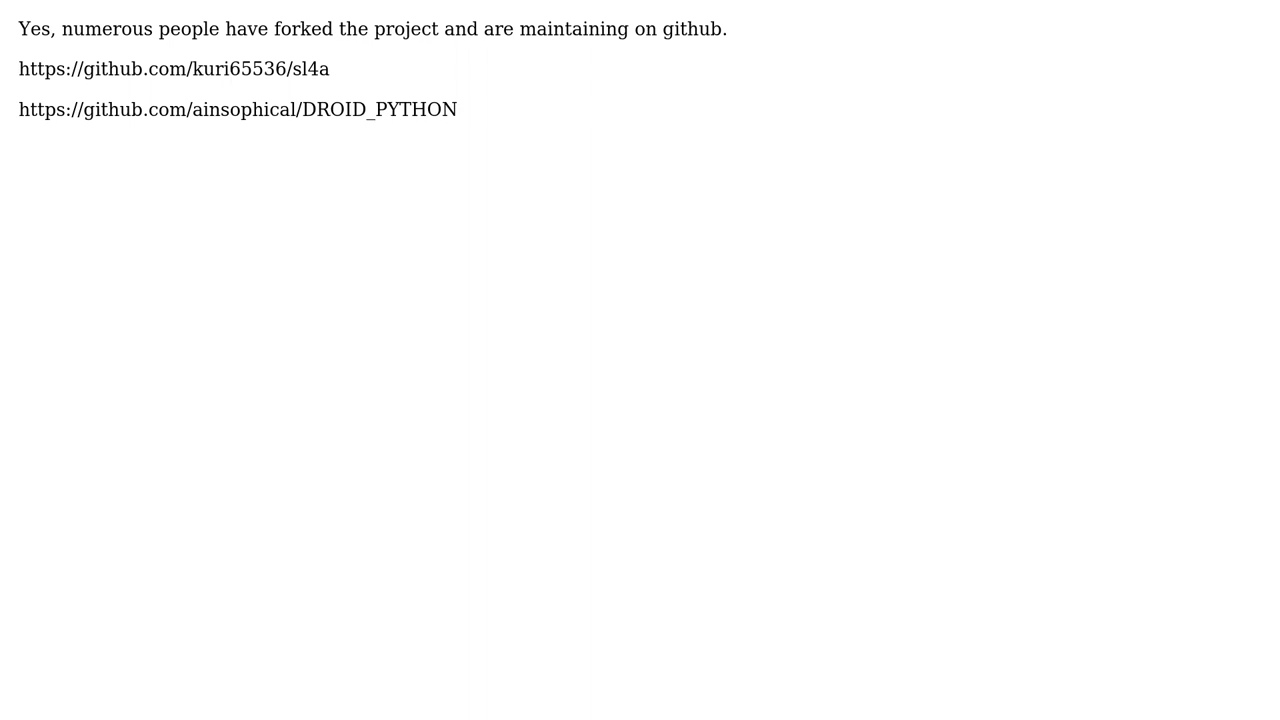 Yes, numerous people have forked the project and are maintaining on github.
https://github.com/kuri65536/sl4a
https://github.com/ainsophical/DROID_PYTHON